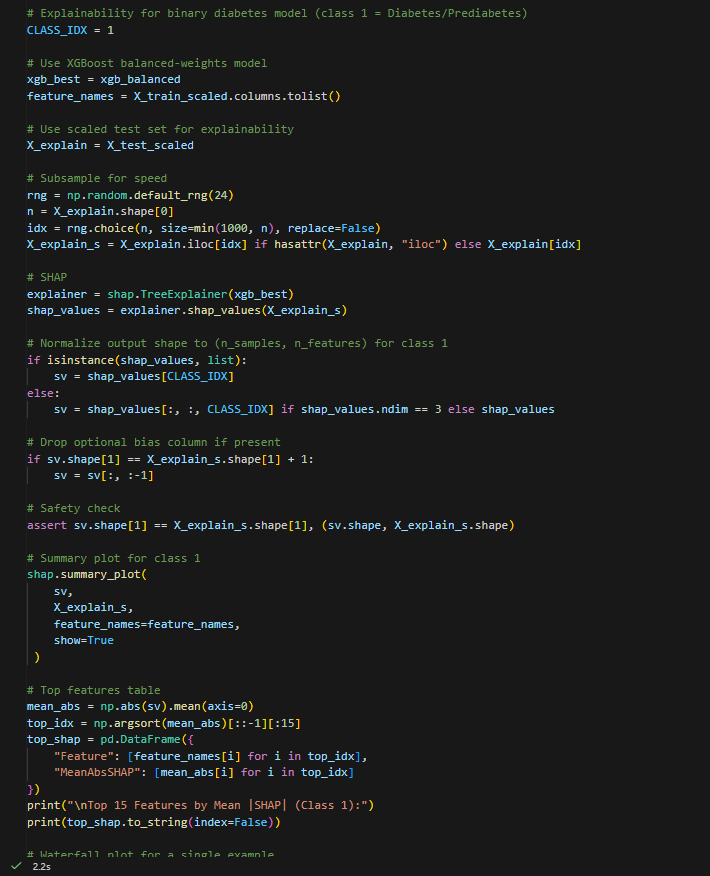 # Explainability for binary diabetes model (class 1 = Diabetes/Prediabetes)
CLASS_IDX = 1

# Use XGBoost balanced-weights model
xgb_best = xgb_balanced
feature_names = X_train_scaled.columns.tolist()

# Use scaled test set for explainability
X_explain = X_test_scaled

# Subsample for speed
rng = np.random.default_rng(24)
n = X_explain.shape[0]
idx = rng.choice(n, size=min(1000, n), replace=False)
X_explain_s = X_explain.iloc[idx] if hasattr(X_explain, "iloc") else X_explain[idx]

# SHAP
explainer = shap.TreeExplainer(xgb_best)
shap_values = explainer.shap_values(X_explain_s)

# Normalize output shape to (n_samples, n_features) for class 1
if isinstance(shap_values, list):
    sv = shap_values[CLASS_IDX]
else:
    sv = shap_values[:, :, CLASS_IDX] if shap_values.ndim == 3 else shap_values

# Drop optional bias column if present
if sv.shape[1] == X_explain_s.shape[1] + 1:
    sv = sv[:, :-1]

# Safety check
assert sv.shape[1] == X_explain_s.shape[1], (sv.shape, X_explain_s.shape)

# Summary plot for class 1
shap.summary_plot(
    sv,
    X_explain_s,
    feature_names=feature_names,
    show=True
 )

# Top features table
mean_abs = np.abs(sv).mean(axis=0)
top_idx = np.argsort(mean_abs)[::-1][:15]
top_shap = pd.DataFrame({
    "Feature": [feature_names[i] for i in top_idx],
    "MeanAbsSHAP": [mean_abs[i] for i in top_idx]
})
print("\nTop 15 Features by Mean |SHAP| (Class 1):")
print(top_shap.to_string(index=False))

# Waterfall plot for a single example
2.2s